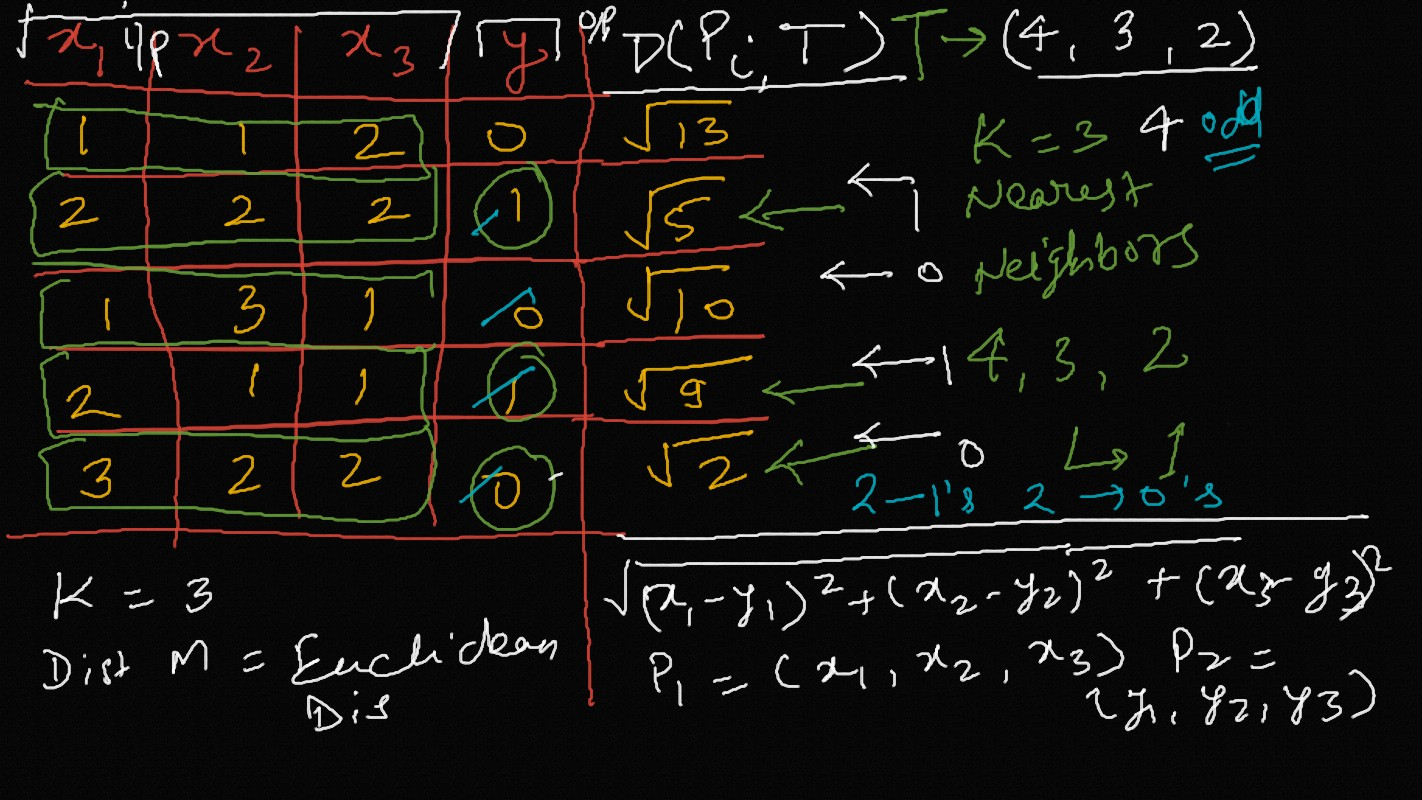 x1 i/p x2 x3 y o/p D(Pi, T) T → (4, 3, 2)
1 1 2 0 √13 K = 3 4 odd
2 2 2 1 √5 ← ← 1 Nearest
← 0 Neighbors
1 3 1 0 √10
2 1 1 1 √9 ← ← 1 4, 3, 2
3 2 2 0 √2 ← ← 0 ↳ 1
2 — 1's 2 → 0's
K = 3 √(x1 - y1)² + (x2 - y2)² + (x3 - y3)²
Dist M = Euclidean P1 = (x1, x2, x3) P2 =
Dis (y1, y2, y3)